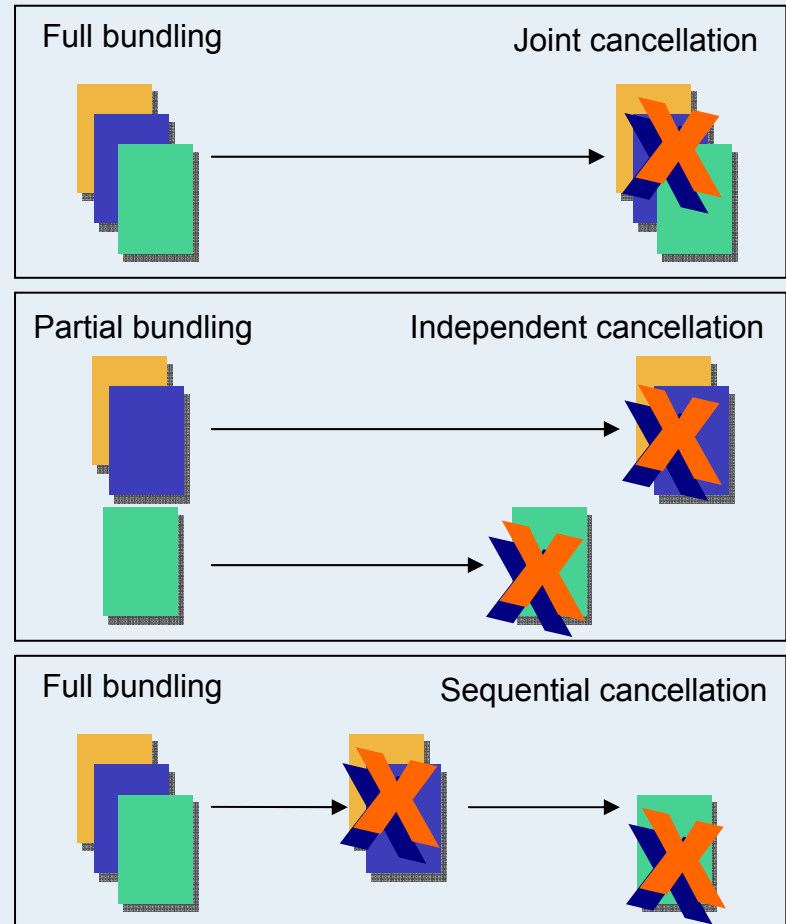 Full bundling
Joint cancellation
Partial bundling
Independent cancellation
Full bundling
Sequential cancellation